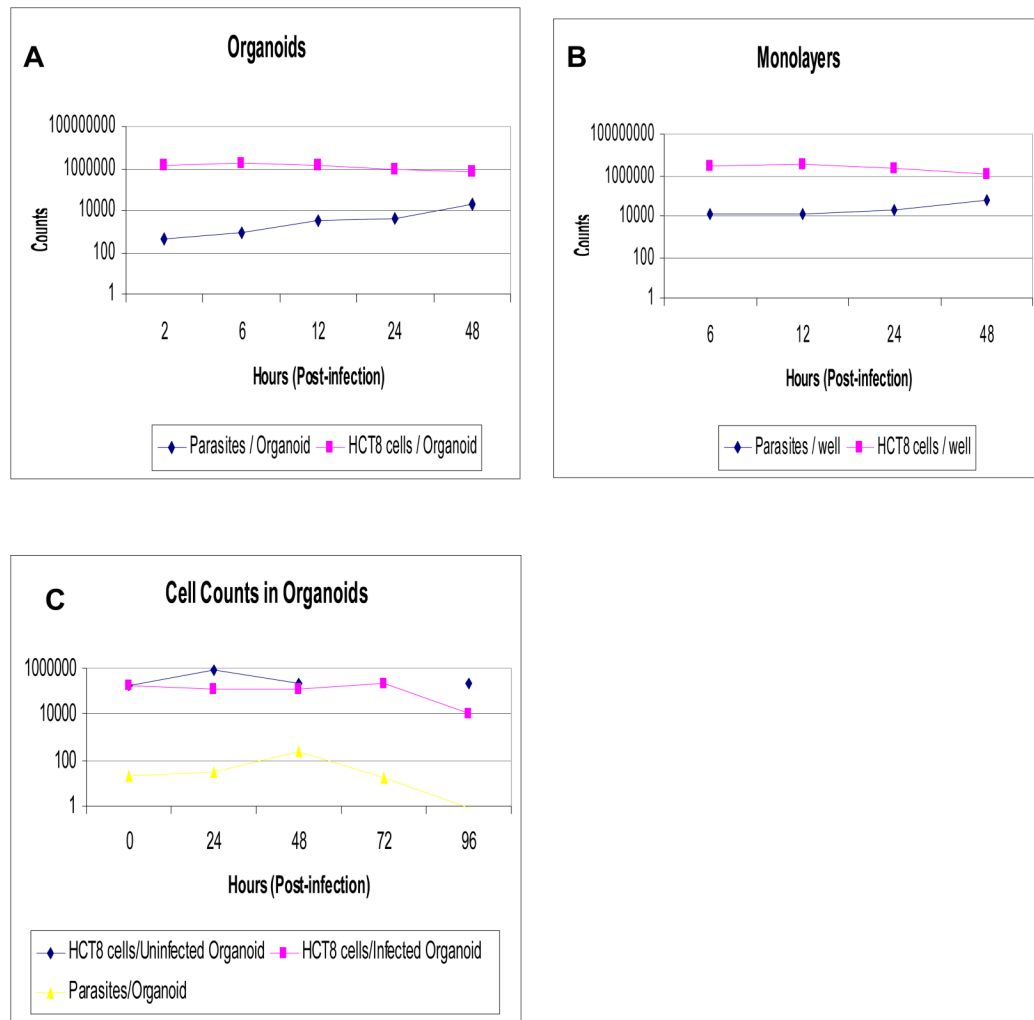 A
Organoids
100000000
1000000
10000
100
1
Counts
2 6 12 24 48
Hours (Post-infection)
Parasites / Organoid HCT8 cells / Organoid
B
Monolayers
100000000
1000000
10000
100
1
Counts
6 12 24 48
Hours (Post-infection)
Parasites / well HCT8 cells / well
C
Cell Counts in Organoids
1000000
10000
100
1
0 24 48 72 96
Hours (Post-infection)
HCT8 cells/Uninfected Organoid HCT8 cells/Infected Organoid
Parasites/Organoid